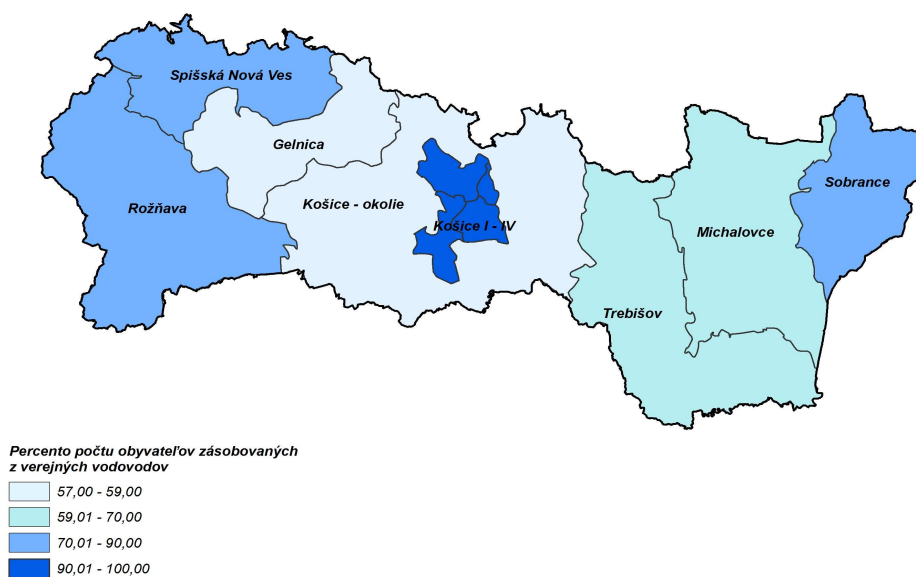 Spišská Nová Ves
Gelnica
Sobrance
Rožňava
Košice - okolie
Košice I - IV
Michalovce
Trebišov
Percento počtu obyvateľov zásobovaných
z verejných vodovodov
57,00 - 59,00
59,01 - 70,00
70,01 - 90,00
90,01 - 100,00